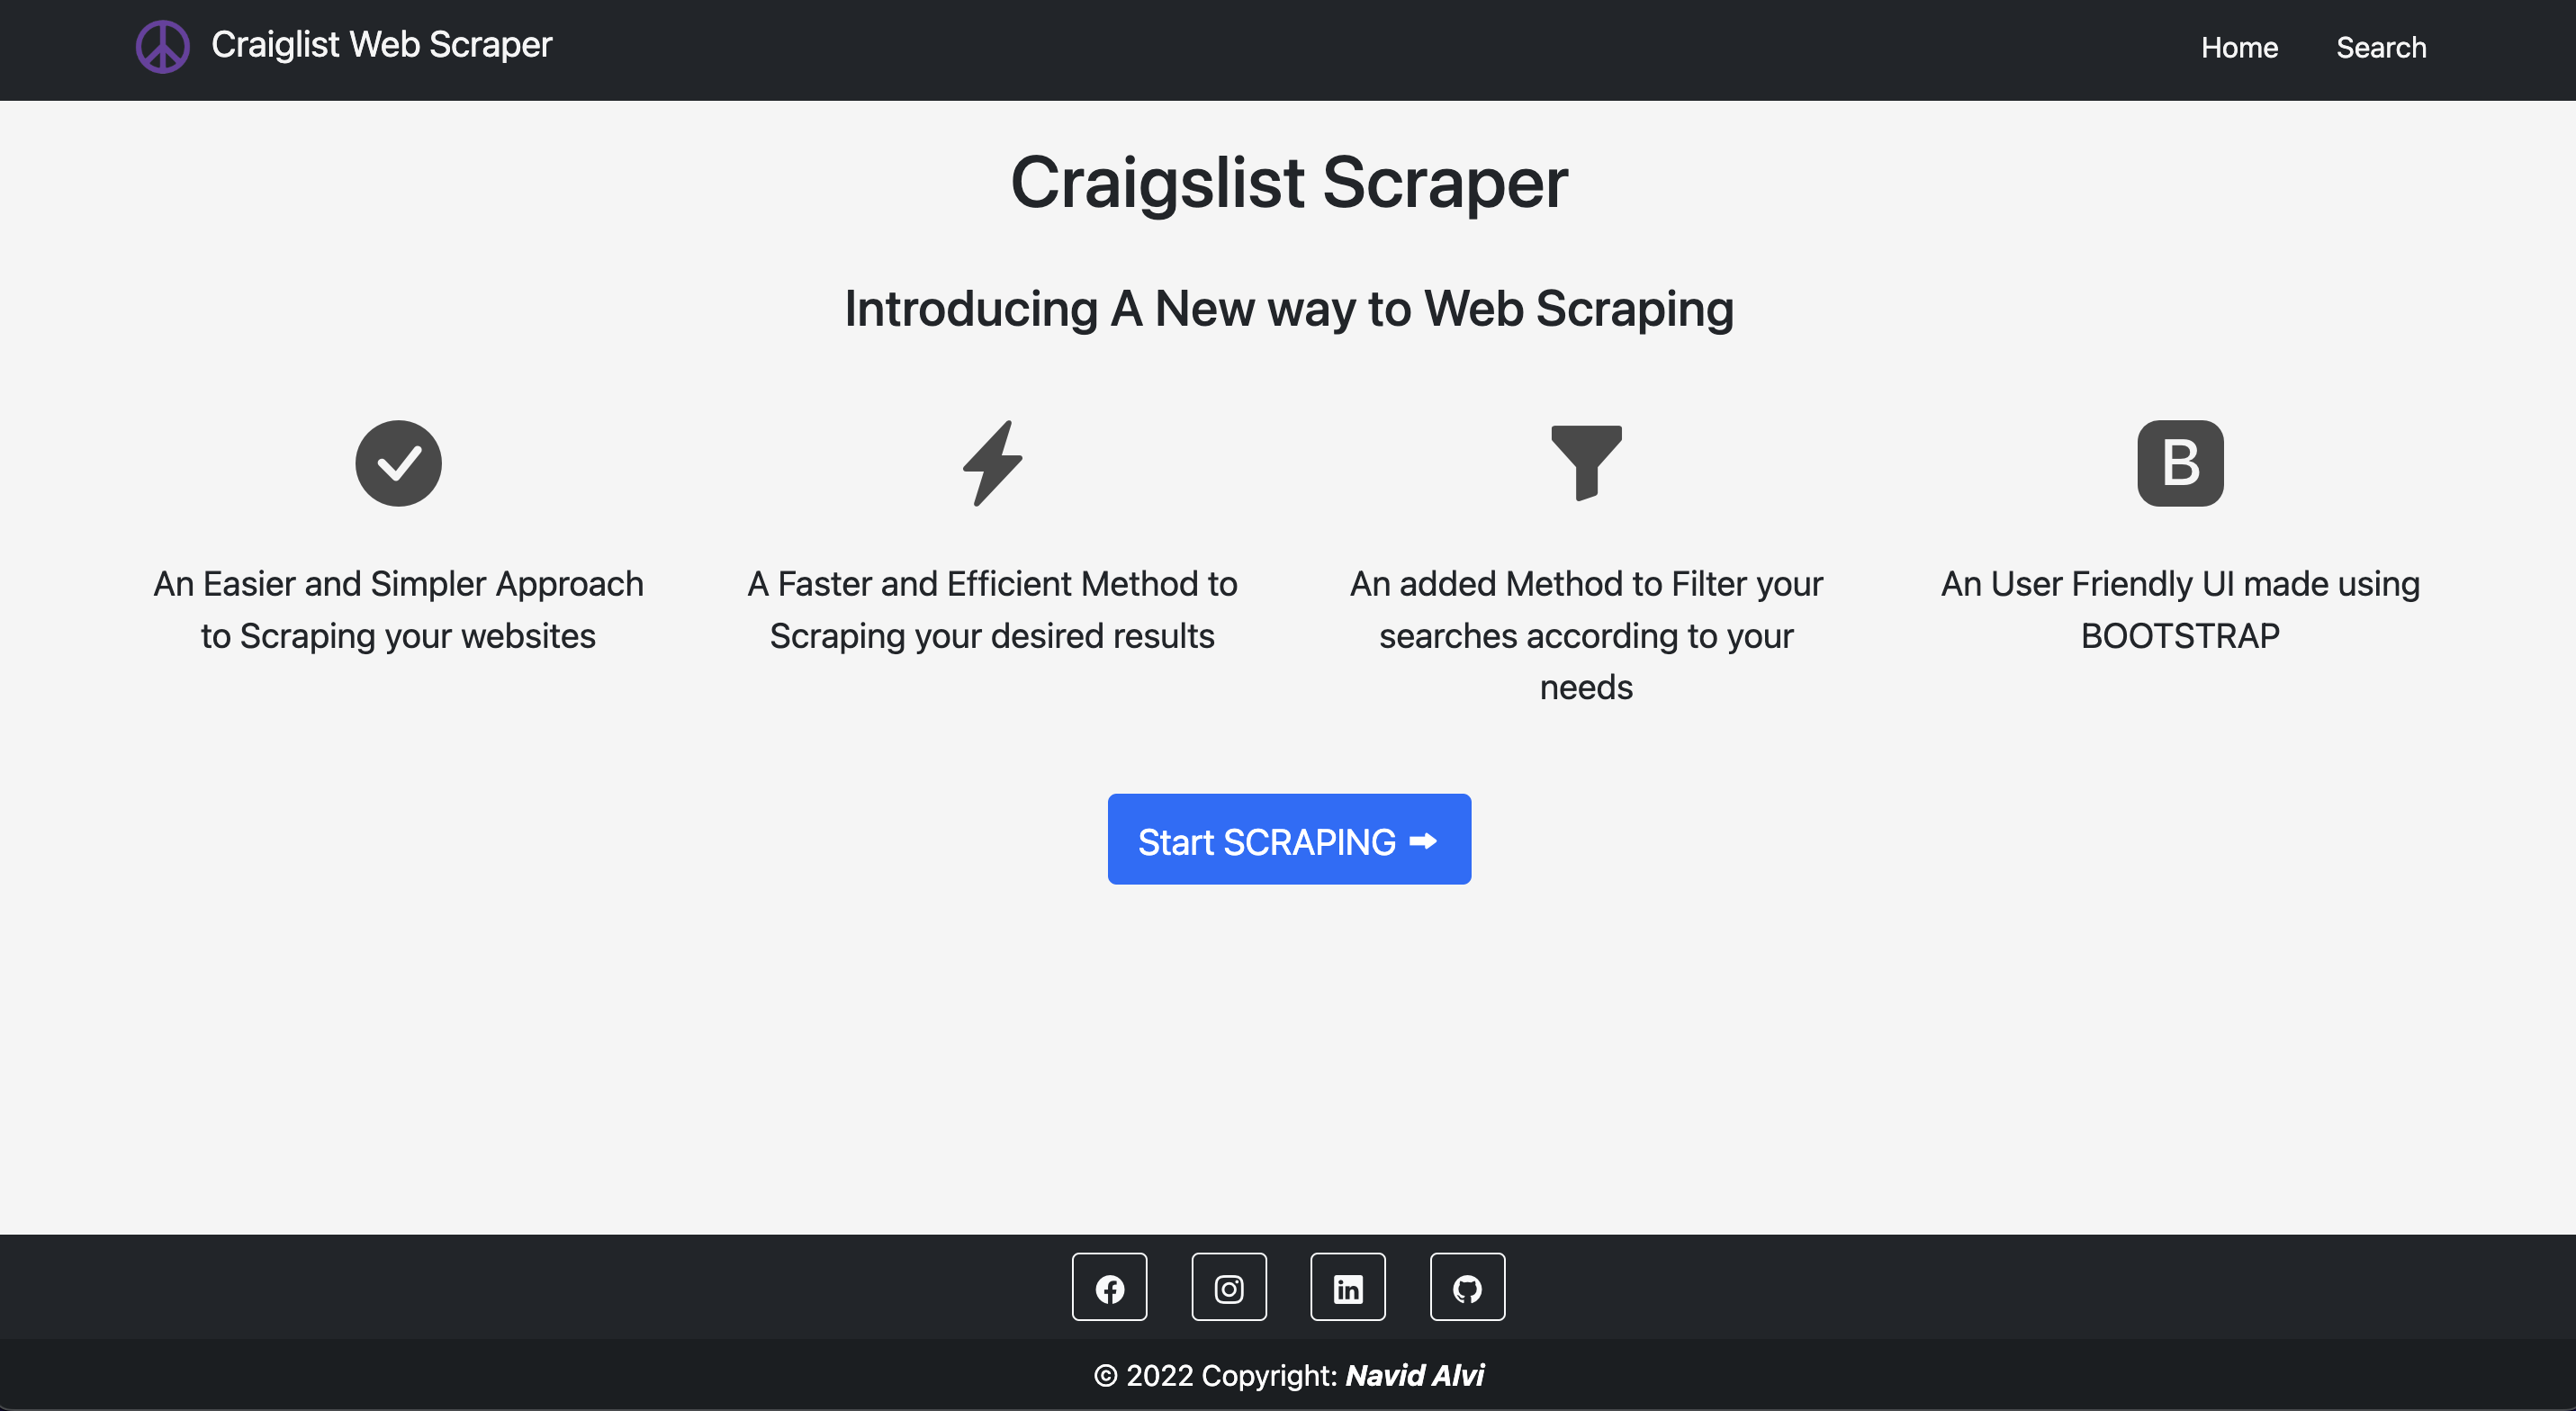 Craiglist Web Scraper
Home
Search
Craigslist Scraper
Introducing A New way to Web Scraping
B
An Easier and Simpler Approach
to Scraping your websites
A Faster and Efficient Method to
Scraping your desired results
An added Method to Filter your
searches according to your
needs
An User Friendly UI made using
BOOTSTRAP
Start SCRAPING
© 2022 Copyright: Navid Alvi